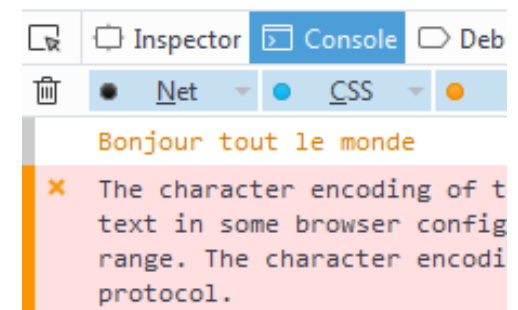 Inspector Console Deb
Net CSS
Bonjour tout le monde
The character encoding of t
text in some browser config
range. The character encodi
protocol.